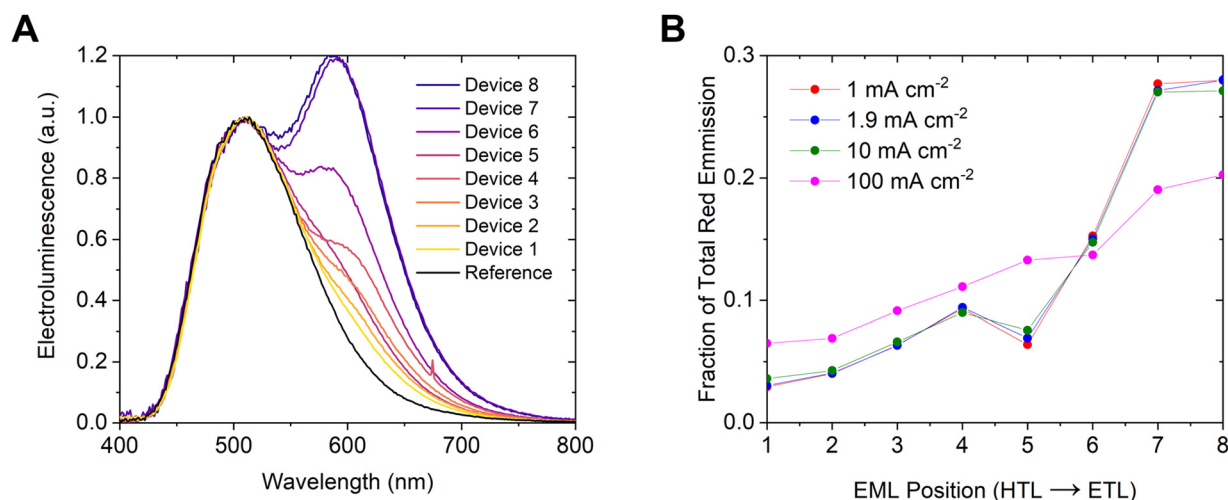 A
Electroluminescence (a.u.)
1.2
1.0
0.8
0.6
0.4
0.2
0.0
400
500
600
700
800
Wavelength (nm)
Device 8
Device 7
Device 6
Device 5
Device 4
Device 3
Device 2
Device 1
Reference
B
Fraction of Total Red Emmission
0.3
0.2
0.1
0.0
1
2
3
4
5
6
7
8
EML Position (HTL → ETL)
1 mA cm⁻²
1.9 mA cm⁻²
10 mA cm⁻²
100 mA cm⁻²